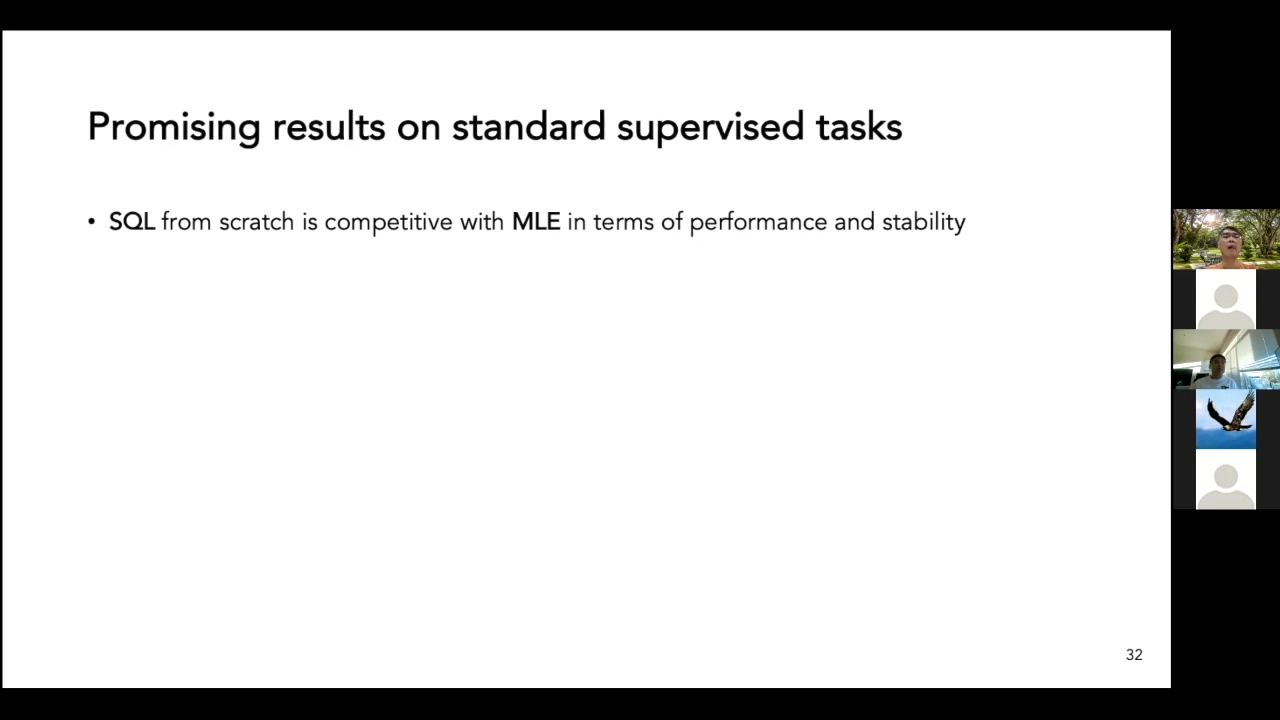 Promising results on standard supervised tasks
• SQL from scratch is competitive with MLE in terms of performance and stability
32